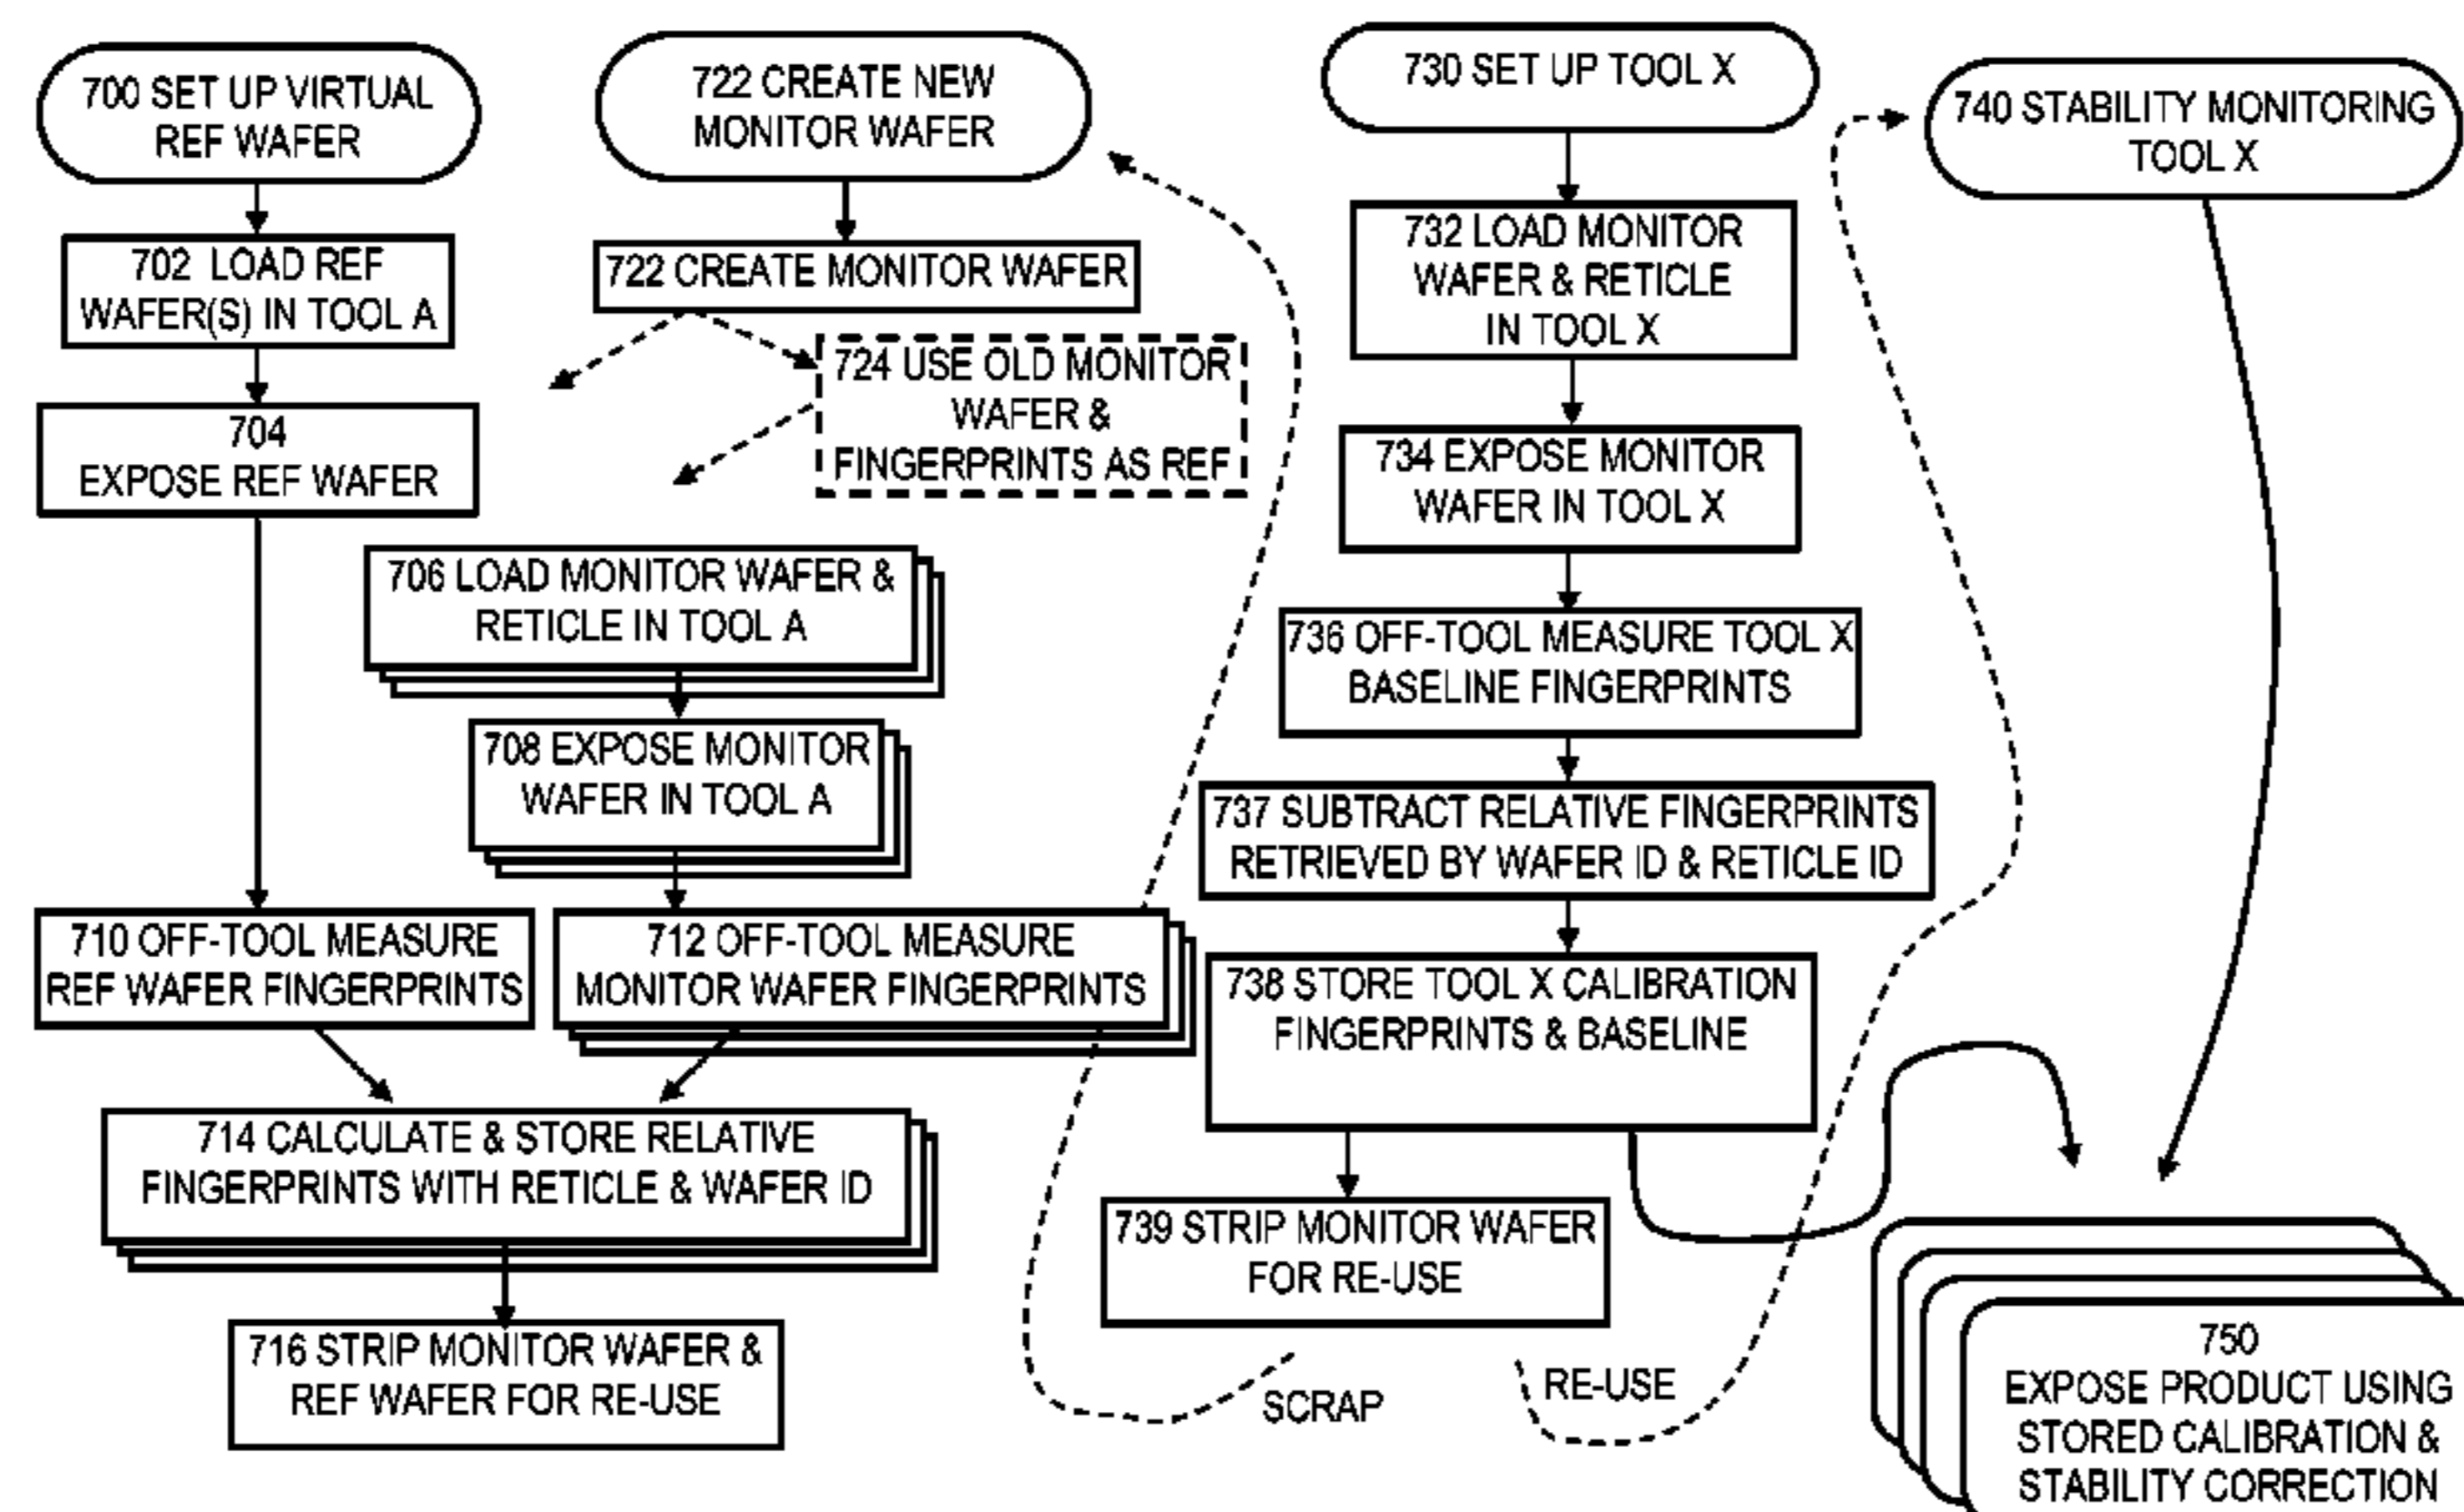 700 SET UP VIRTUAL
REF WAFER
702 LOAD REF
WAFER(S) IN TOOL A
704
EXPOSE REF WAFER
710 OFF-TOOL MEASURE
REF WAFER FINGERPRINTS
722 CREATE NEW
MONITOR WAFER
722 CREATE MONITOR WAFER
724 USE OLD MONITOR
WAFER &
FINGERPRINTS AS REF
706 LOAD MONITOR WAFER &
RETICLE IN TOOL A
708 EXPOSE MONITOR
WAFER IN TOOL A
712 OFF-TOOL MEASURE
MONITOR WAFER FINGERPRINTS
714 CALCULATE & STORE RELATIVE
FINGERPRINTS WITH RETICLE & WAFER ID
716 STRIP MONITOR WAFER &
REF WAFER FOR RE-USE
730 SET UP TOOL X
732 LOAD MONITOR
WAFER & RETICLE
IN TOOL X
734 EXPOSE MONITOR
WAFER IN TOOL X
736 OFF-TOOL MEASURE TOOL X
BASELINE FINGERPRINTS
737 SUBTRACT RELATIVE FINGERPRINTS
RETRIEVED BY WAFER ID & RETICLE ID
738 STORE TOOL X CALIBRATION
FINGERPRINTS & BASELINE
739 STRIP MONITOR WAFER
FOR RE-USE
SCRAP
RE-USE
740 STABILITY MONITORING
TOOL X
750
EXPOSE PRODUCT USING
STORED CALIBRATION &
STABILITY CORRECTION